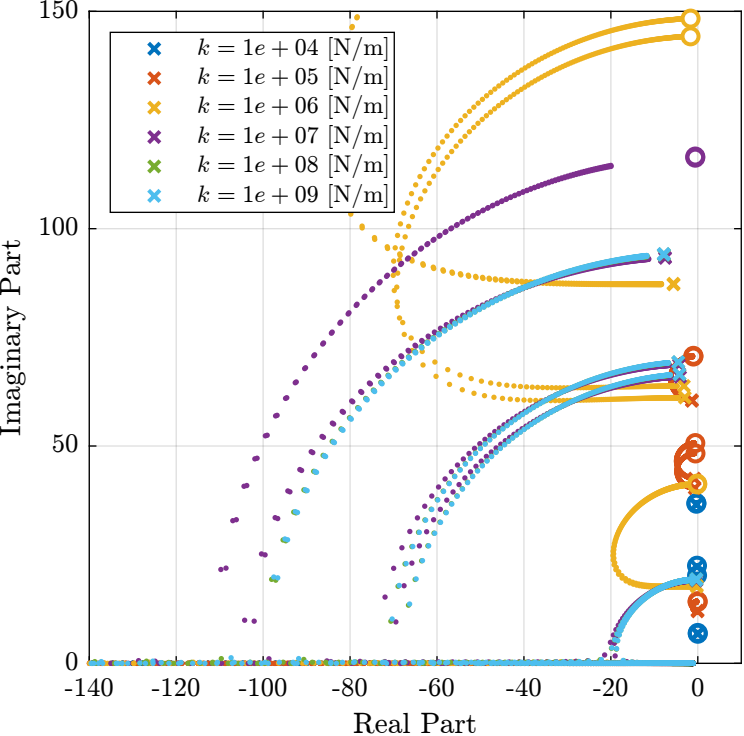 150
100
50
0
Imaginary Part
k = 1e + 04 [N/m]
k = 1e + 05 [N/m]
k = 1e + 06 [N/m]
k = 1e + 07 [N/m]
k = 1e + 08 [N/m]
k = 1e + 09 [N/m]
-140 -120 -100 -80 -60 -40 -20 0
Real Part